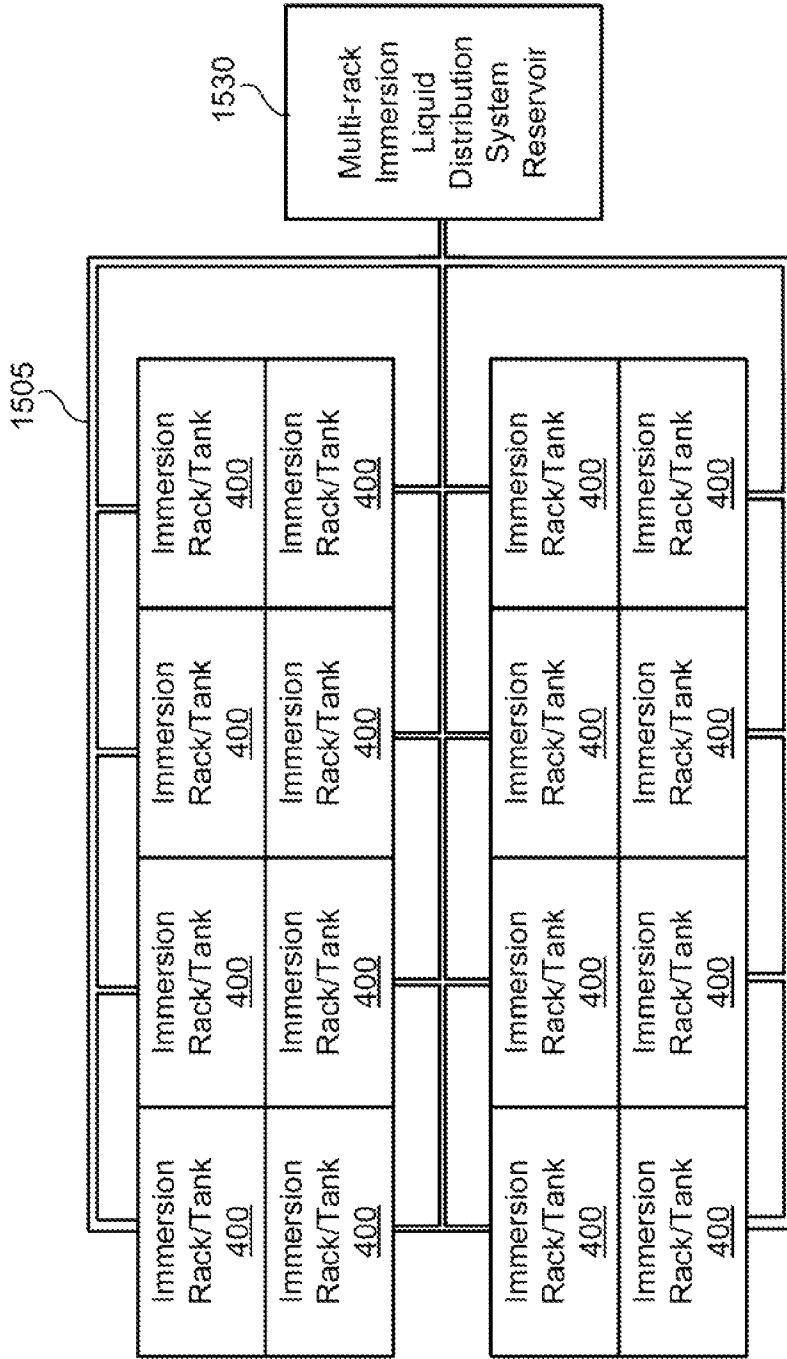 1530
Multi-rack
Immersion
Liquid
Distribution
System
Reservoir
1505
Immersion
Rack/Tank
400
Immersion
Rack/Tank
400
Immersion
Rack/Tank
400
Immersion
Rack/Tank
400
Immersion
Rack/Tank
400
Immersion
Rack/Tank
400
Immersion
Rack/Tank
400
Immersion
Rack/Tank
400
Immersion
Rack/Tank
400
Immersion
Rack/Tank
400
Immersion
Rack/Tank
400
Immersion
Rack/Tank
400
Immersion
Rack/Tank
400
Immersion
Rack/Tank
400
Immersion
Rack/Tank
400
Immersion
Rack/Tank
400